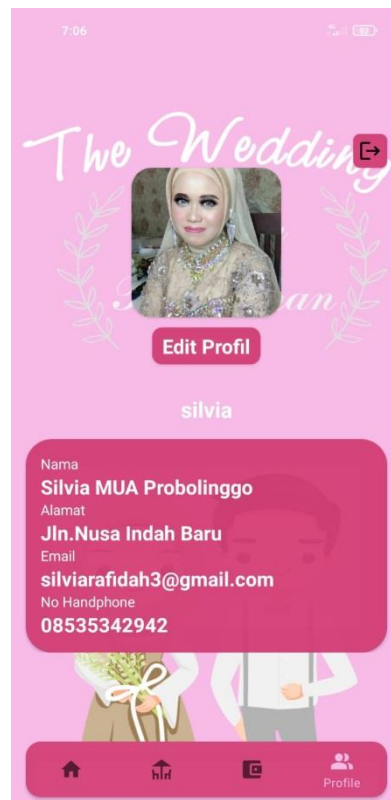 7:06
The Wedding
an
Edit Profil
silvia
Nama
Silvia MUA Probolinggo
Alamat
Jln.Nusa Indah Baru
Email
silviarafidah3@gmail.com
No Handphone
08535342942
Profile